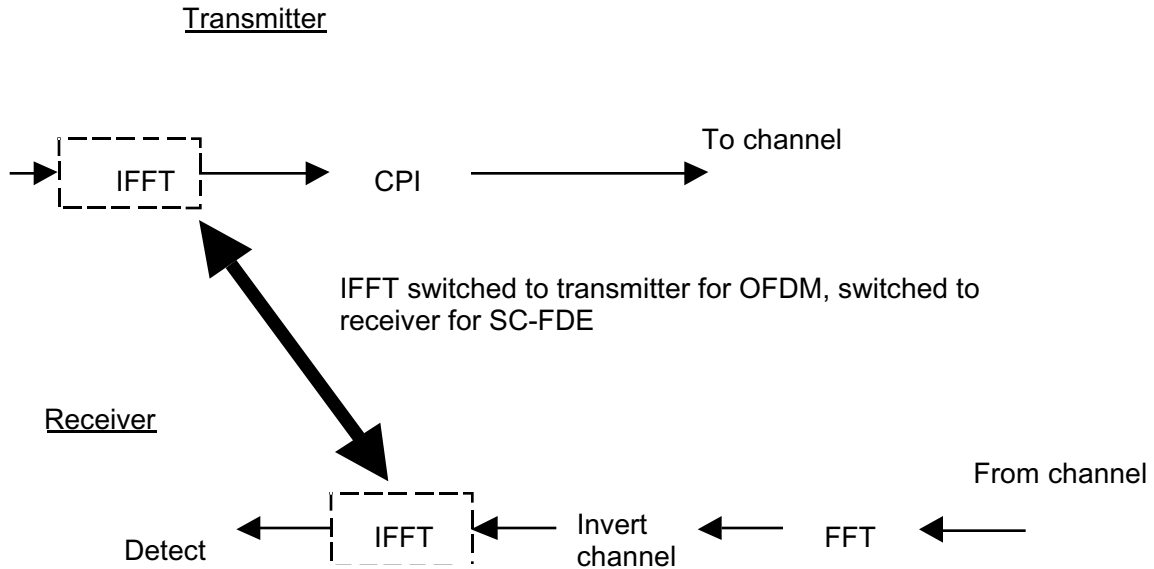 Transmitter
To channel
IFFT
CPI
IFFT switched to transmitter for OFDM, switched to
receiver for SC-FDE
Receiver
From channel
Detect
IFFT
Invert
channel
FFT